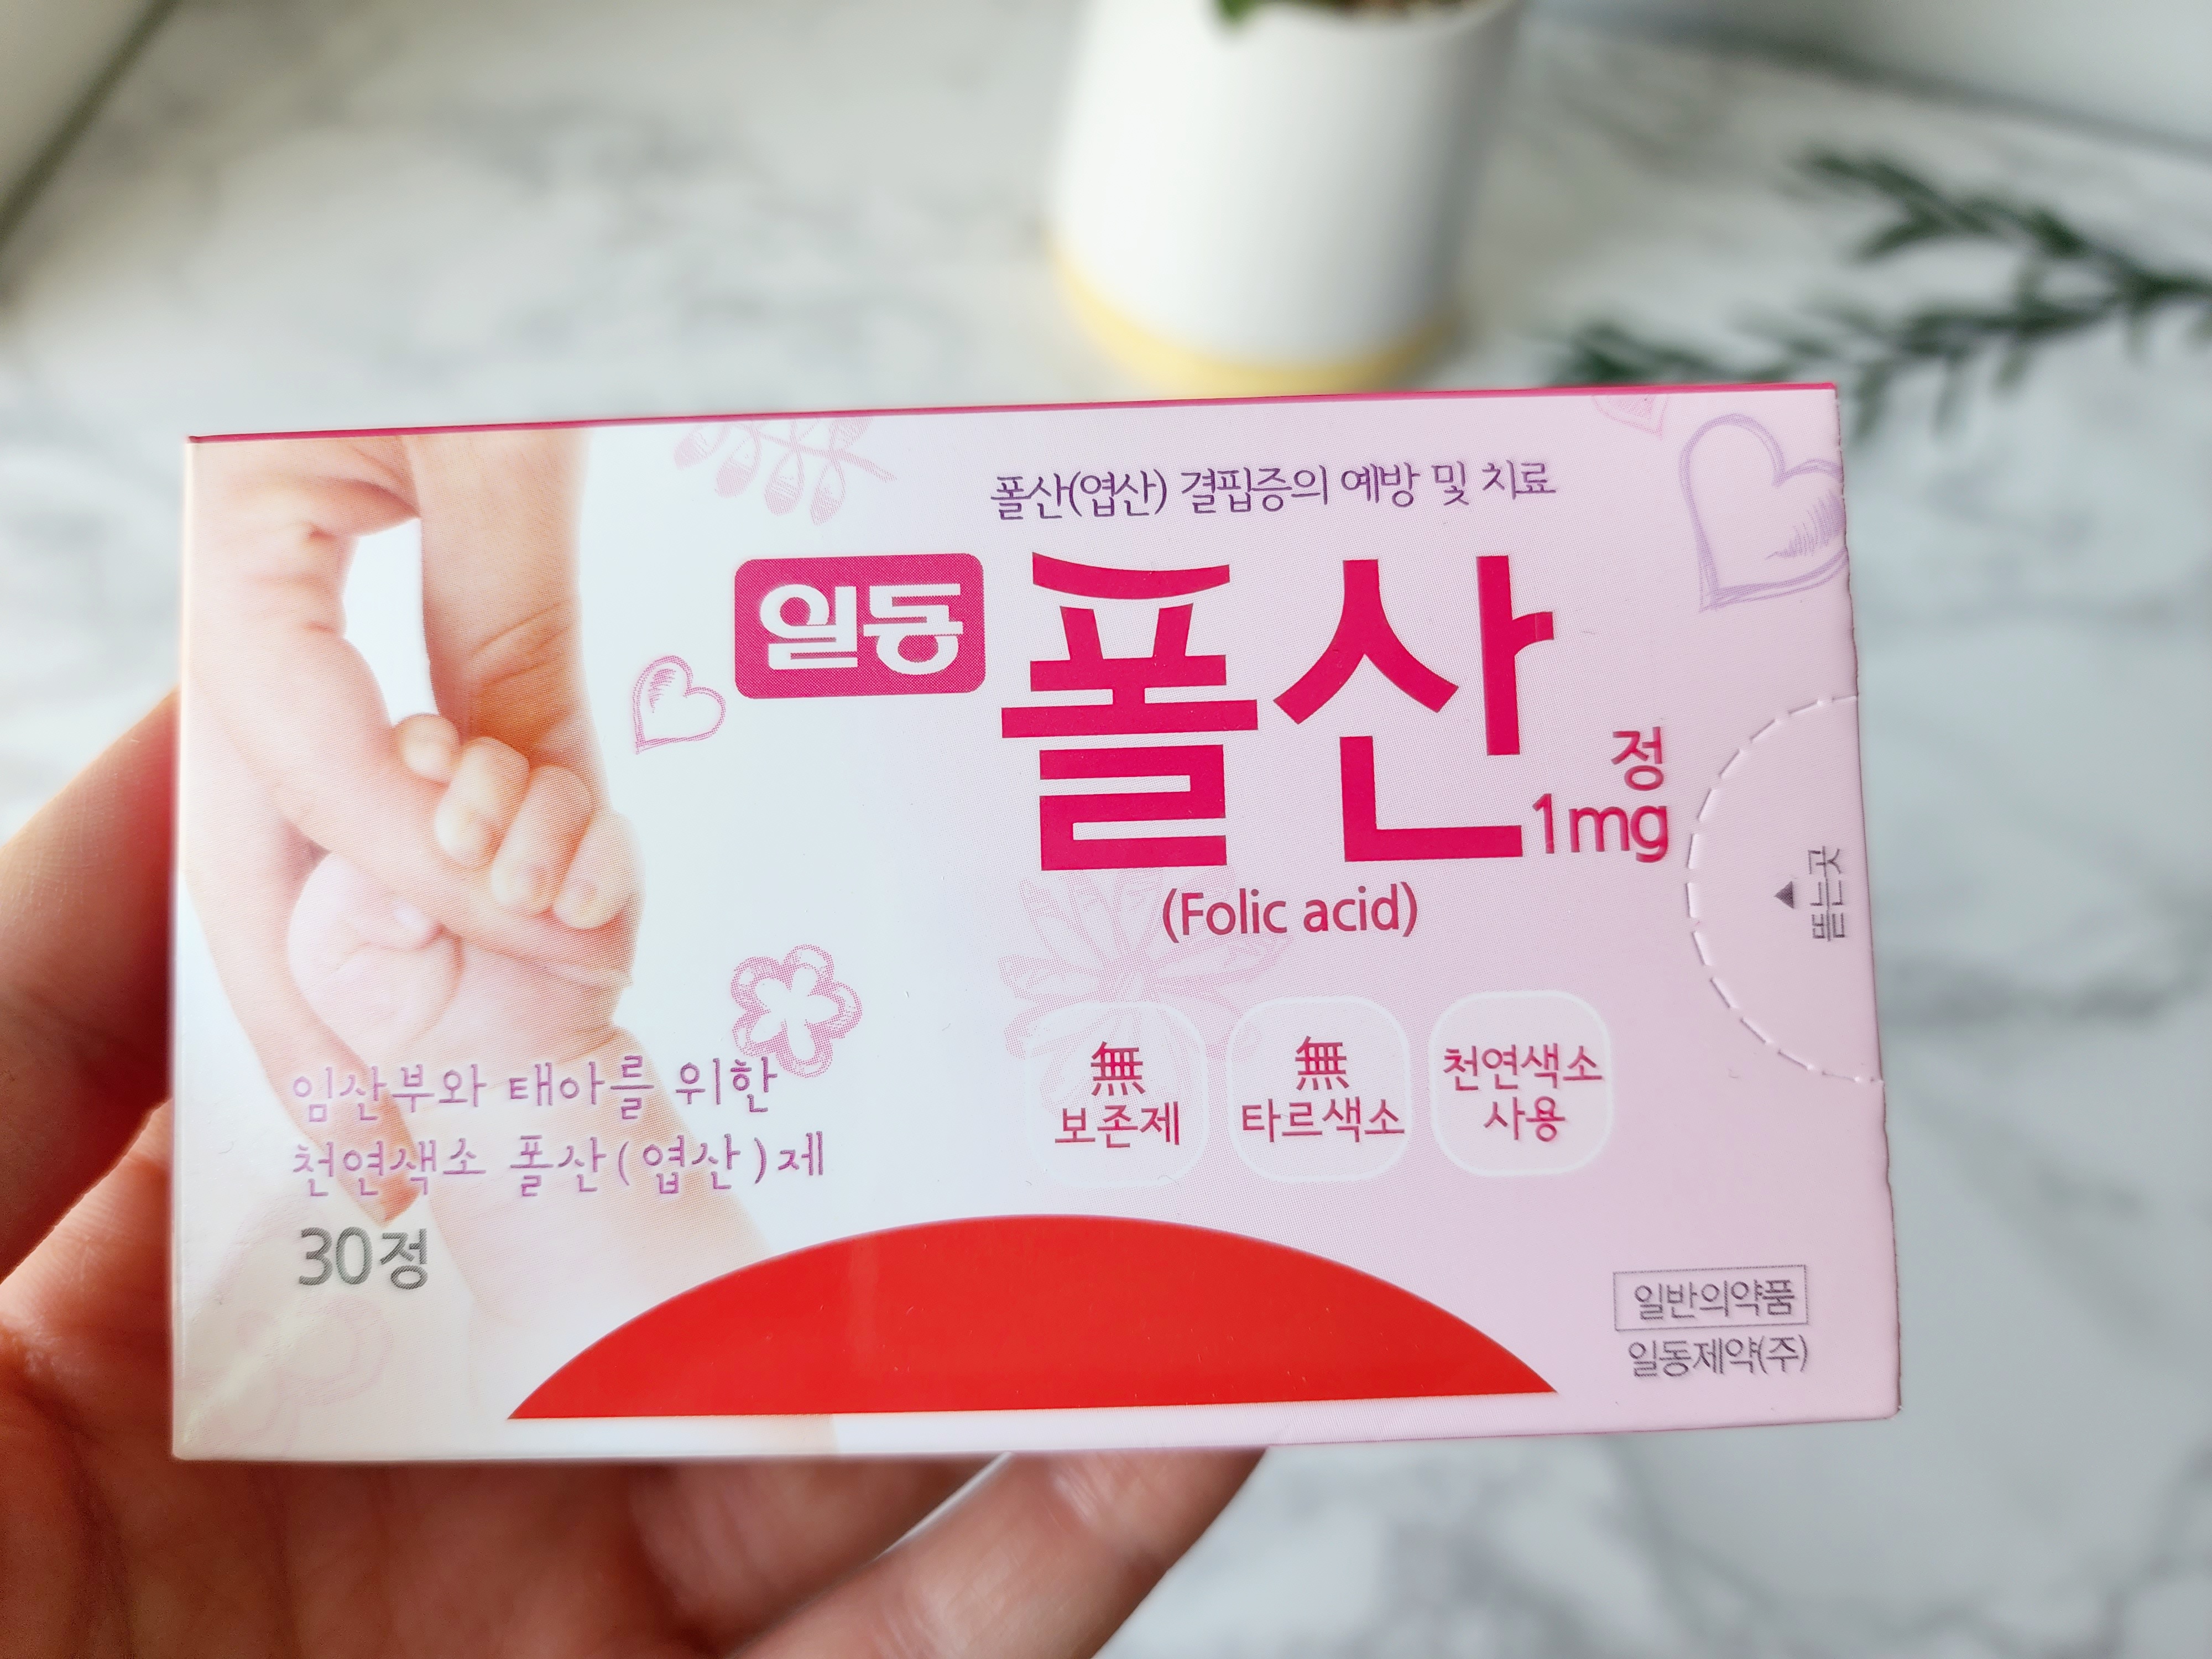 폴산(엽산) 결핍증의 예방 및 치료
일동 폴산 정
1mg
(Folic acid)
無
보존제
無
타르색소
천연색소
사용
임산부와 태아를 위한
천연색소 폴산(엽산)제
30정
일반의약품
일동제약(주)
뜯는곳